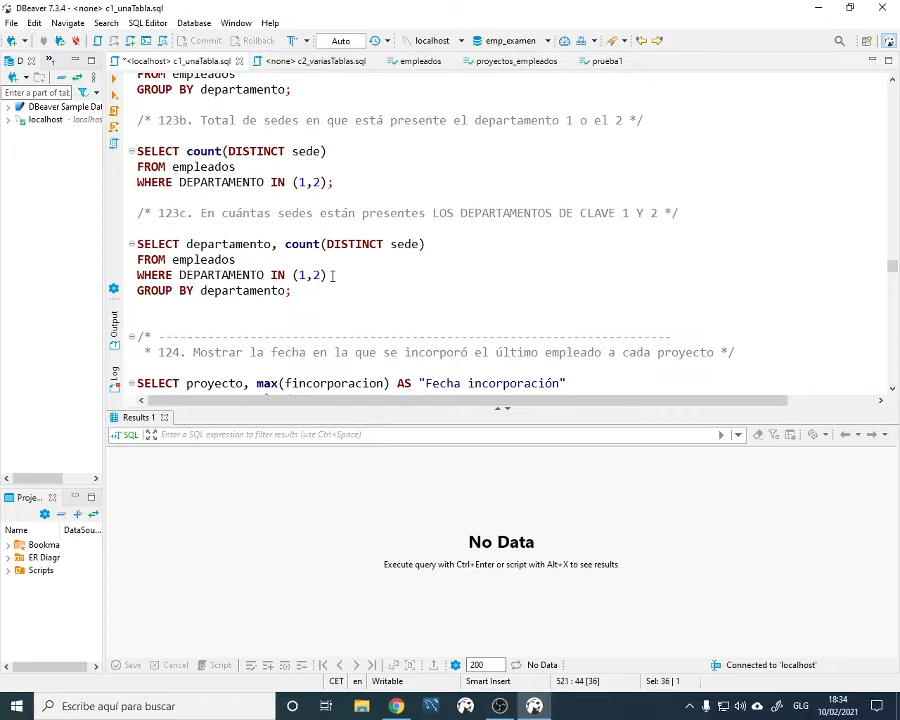 DBeaver 7.3.4 - <none> c1_unaTabla.sql
File Edit Navigate Search SQL Editor Database Window Help
Commit Rollback T Auto localhost emp_examen
D *<localhost> c1_unaTabla.sql <none> c2_variasTablas.sql empleados proyectos_empleados prueba1
FROM empleados
Enter a part of tab
GROUP BY departamento;
DBeaver Sample Dat
localhost
/* 123b. Total de sedes en que está presente el departamento 1 o el 2 */
SELECT count(DISTINCT sede)
FROM empleados
WHERE DEPARTAMENTO IN (1,2);
/* 123c. En cuántas sedes están presentes LOS DEPARTAMENTOS DE CLAVE 1 Y 2 */
SELECT departamento, count(DISTINCT sede)
FROM empleados
WHERE DEPARTAMENTO IN (1,2)
GROUP BY departamento;
Output
/* -----------------------------------------------------------------
* 124. Mostrar la fecha en la que se incorporó el último empleado a cada proyecto */
Log
SELECT proyecto, max(fincorporacion) AS "Fecha incorporación"
Results 1
SQL Enter a SQL expression to filter results (use Ctrl+Space)
Proje...
Name DataSou...
Bookma
ER Diagr
Scripts
No Data
Execute query with Ctrl+Enter or script with Alt+X to see results
Save Cancel Script 200 No Data Connected to 'localhost'
CET en Writable Smart Insert 521 : 44 [36] Sel: 36 | 1
Escribe aquí para buscar
GLG
18:34
10/02/2021